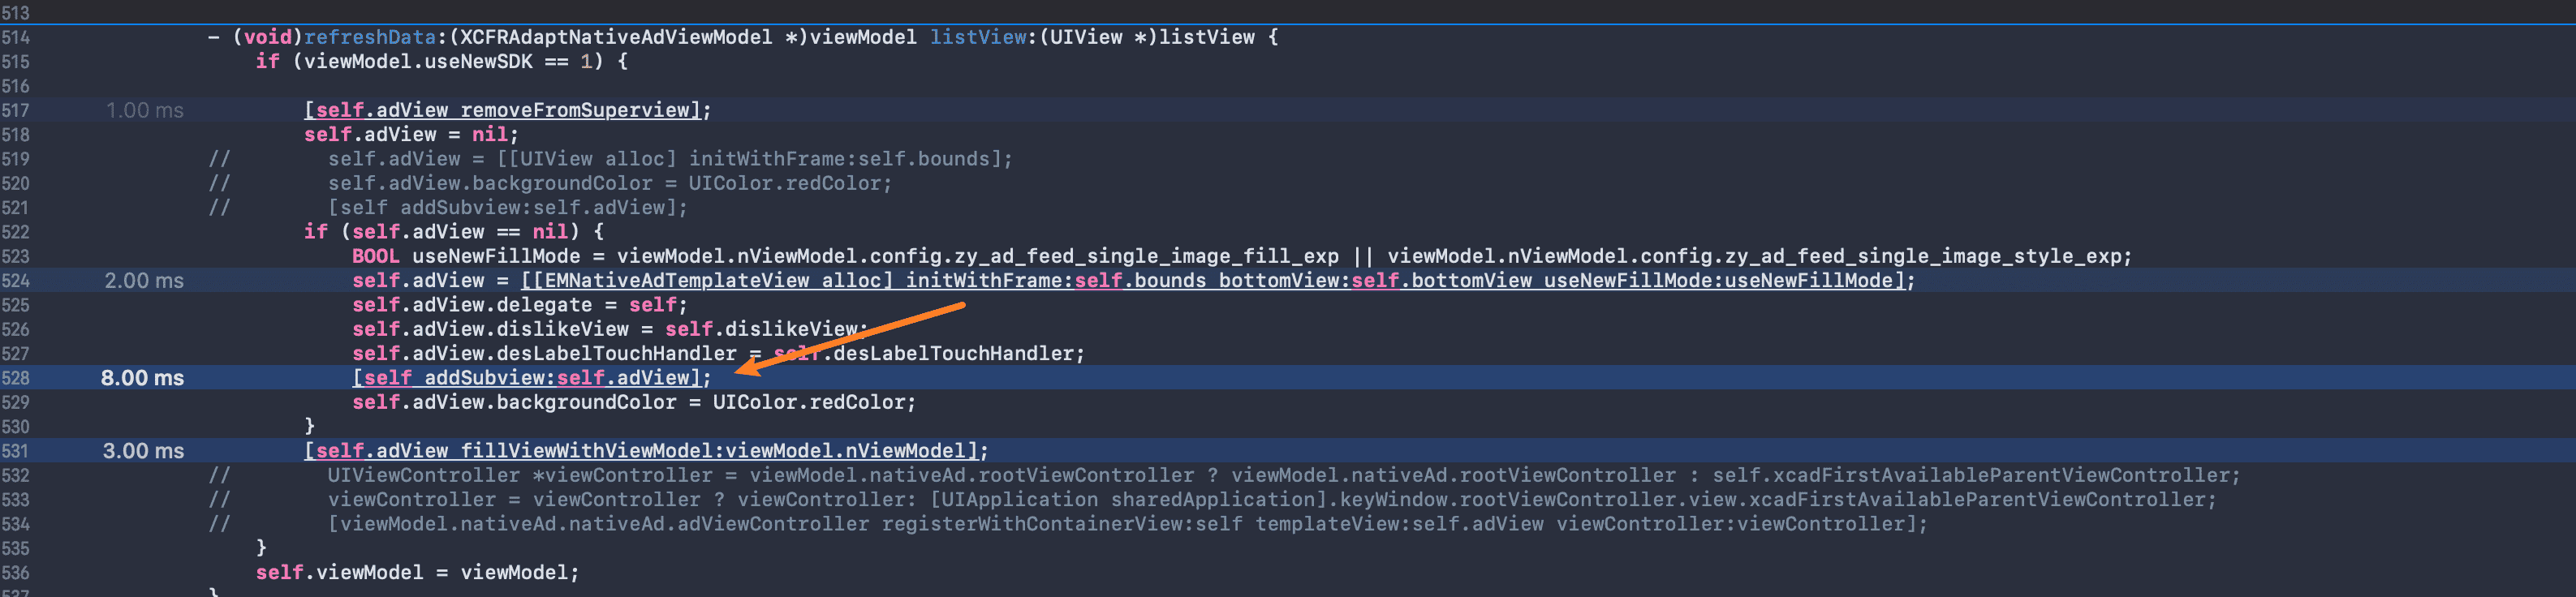 513
514 - (void)refreshData:(XCFRAdaptNativeAdViewModel *)viewModel listView:(UIView *)listView {
515 if (viewModel.useNewSDK == 1) {
516
517 1.00 ms [self.adView removeFromSuperview];
518 self.adView = nil;
519 // self.adView = [[UIView alloc] initWithFrame:self.bounds];
520 // self.adView.backgroundColor = UIColor.redColor;
521 // [self addSubview:self.adView];
522 if (self.adView == nil) {
523 BOOL useNewFillMode = viewModel.nViewModel.config.zy_ad_feed_single_image_fill_exp || viewModel.nViewModel.config.zy_ad_feed_single_image_style_exp;
524 2.00 ms self.adView = [[EMNativeAdTemplateView alloc] initWithFrame:self.bounds bottomView:self.bottomView useNewFillMode:useNewFillMode];
525 self.adView.delegate = self;
526 self.adView.dislikeView = self.dislikeView;
527 self.adView.desLabelTouchHandler = self.desLabelTouchHandler;
528 8.00 ms [self addSubview:self.adView];
529 self.adView.backgroundColor = UIColor.redColor;
530 }
531 3.00 ms [self.adView fillViewWithViewModel:viewModel.nViewModel];
532 // UIViewController *viewController = viewModel.nativeAd.rootViewController ? viewModel.nativeAd.rootViewController : self.xcadFirstAvailableParentViewController;
533 // viewController = viewController ? viewController: [UIApplication sharedApplication].keyWindow.rootViewController.view.xcadFirstAvailableParentViewController;
534 // [viewModel.nativeAd.nativeAd.adViewController registerWithContainerView:self templateView:self.adView viewController:viewController];
535 }
536 self.viewModel = viewModel;
537 }